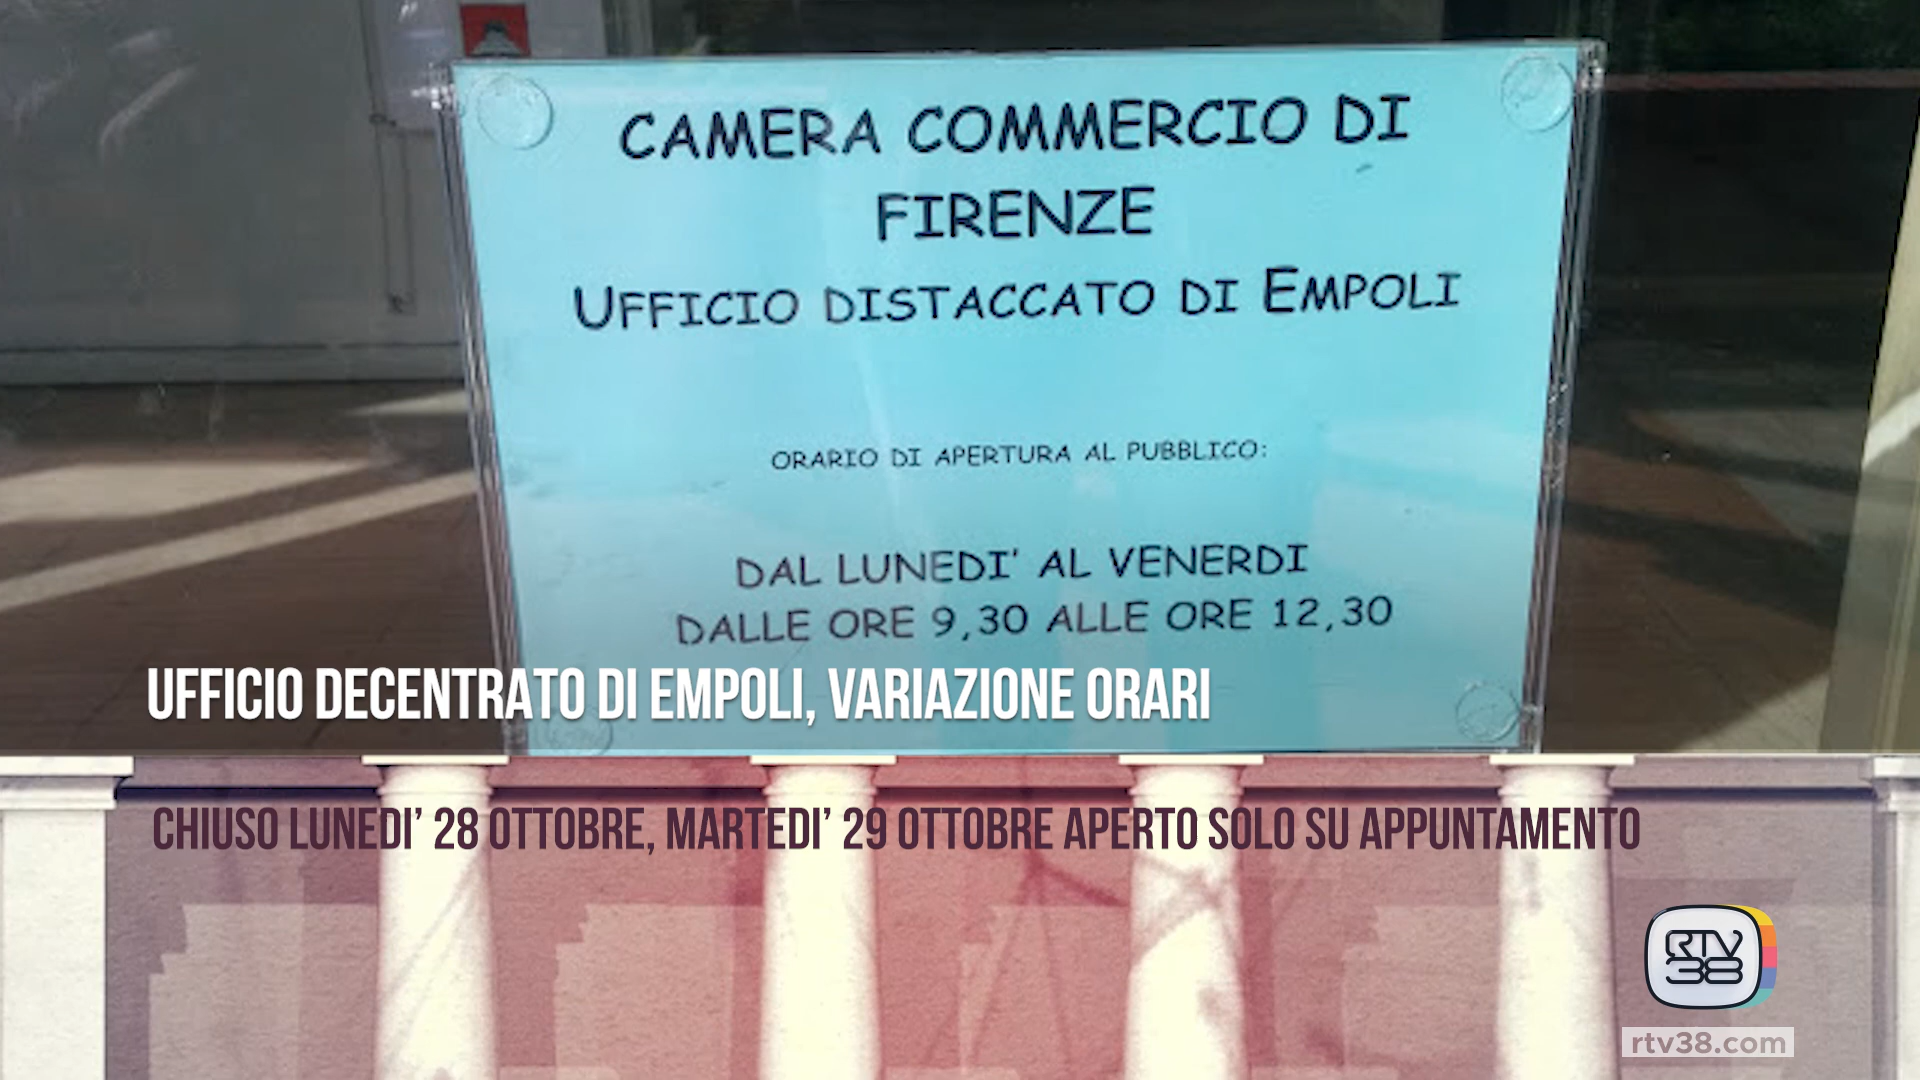 CAMERA COMMERCIO DI
FIRENZE
UFFICIO DISTACCATO DI EMPOLI
ORARIO DI APERTURA AL PUBBLICO:
DAL LUNEDI' AL VENERDI
DALLE ORE 9,30 ALLE ORE 12,30
UFFICIO DECENTRATO DI EMPOLI, VARIAZIONE ORARI
CHIUSO LUNEDI’ 28 OTTOBRE, MARTEDI’ 29 OTTOBRE APERTO SOLO SU APPUNTAMENTO
RTV
38
rtv38.com